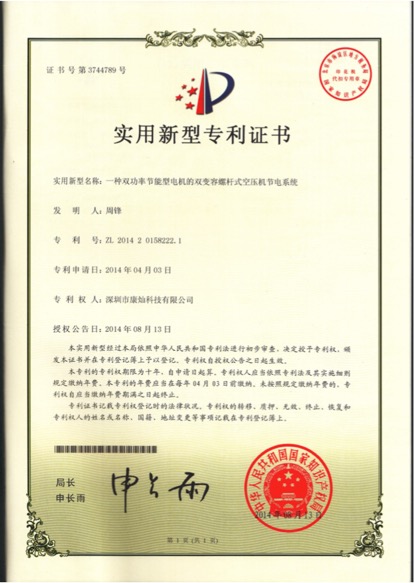 证书号第3744789号
实用新型专利证书
实用新型名称：一种双功率节能型电机的双变容螺杆式空压机节电系统
发明人：周锋
专利号：ZL 2014 2 0158222.1
专利申请日：2014年04月03日
专利权人：深圳市康灿科技有限公司
授权公告日：2014年08月13日
本实用新型经过本局依照中华人民共和国专利法进行初步审查，决定授予专利权，颁
发本证书并在专利登记簿上予以登记。专利权自授权公告之日起生效。
本专利的专利权期限为十年，自申请日起算。专利权人应当依照专利法及其实施细则
规定缴纳年费。本专利的年费应当在每年04月03日前缴纳。未按照规定缴纳年费的，专
利权自应当缴纳年费期满之日起终止。
专利证书记载专利权登记时的法律状况。专利权的转移、质押、无效、终止、恢复和
专利权人的姓名或名称、国籍、地址变更等事项记载在专利登记簿上。
局长
申长雨
申长雨
中华人民共和国国家知识产权局
2014年08月13日
第1页（共1页）